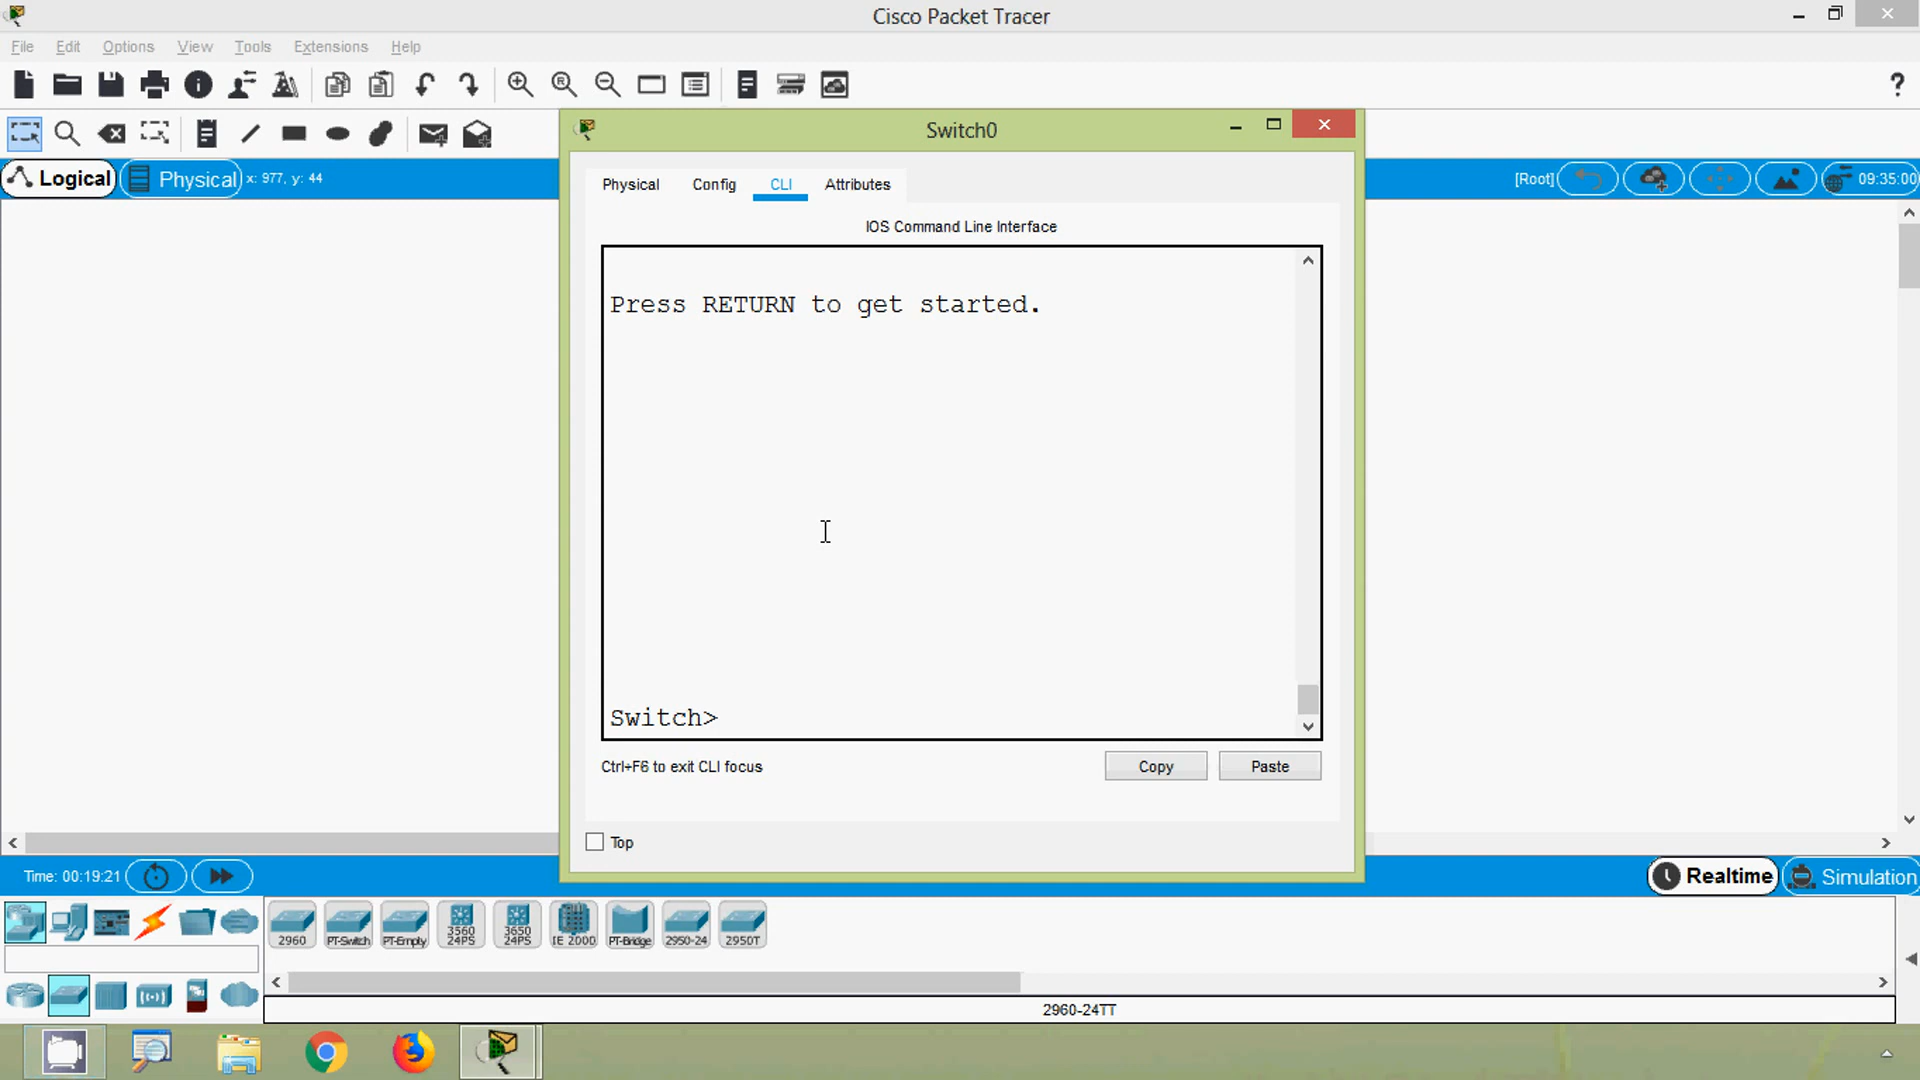 Cisco Packet Tracer
File Edit Options View Tools Extensions Help
?
Switch0
Logical Physical x: 977, y: 44 [Root] 09:35:00
Physical Config CLI Attributes
IOS Command Line Interface
Press RETURN to get started.
Switch>
Ctrl+F6 to exit CLI focus Copy Paste
Top
Time: 00:19:21 Realtime Simulation
2960 PT-Switch PT-Empty 3560 24PS 3650 24PS IE 2000 PT-Bridge 2950-24 2950T
2960-24TT